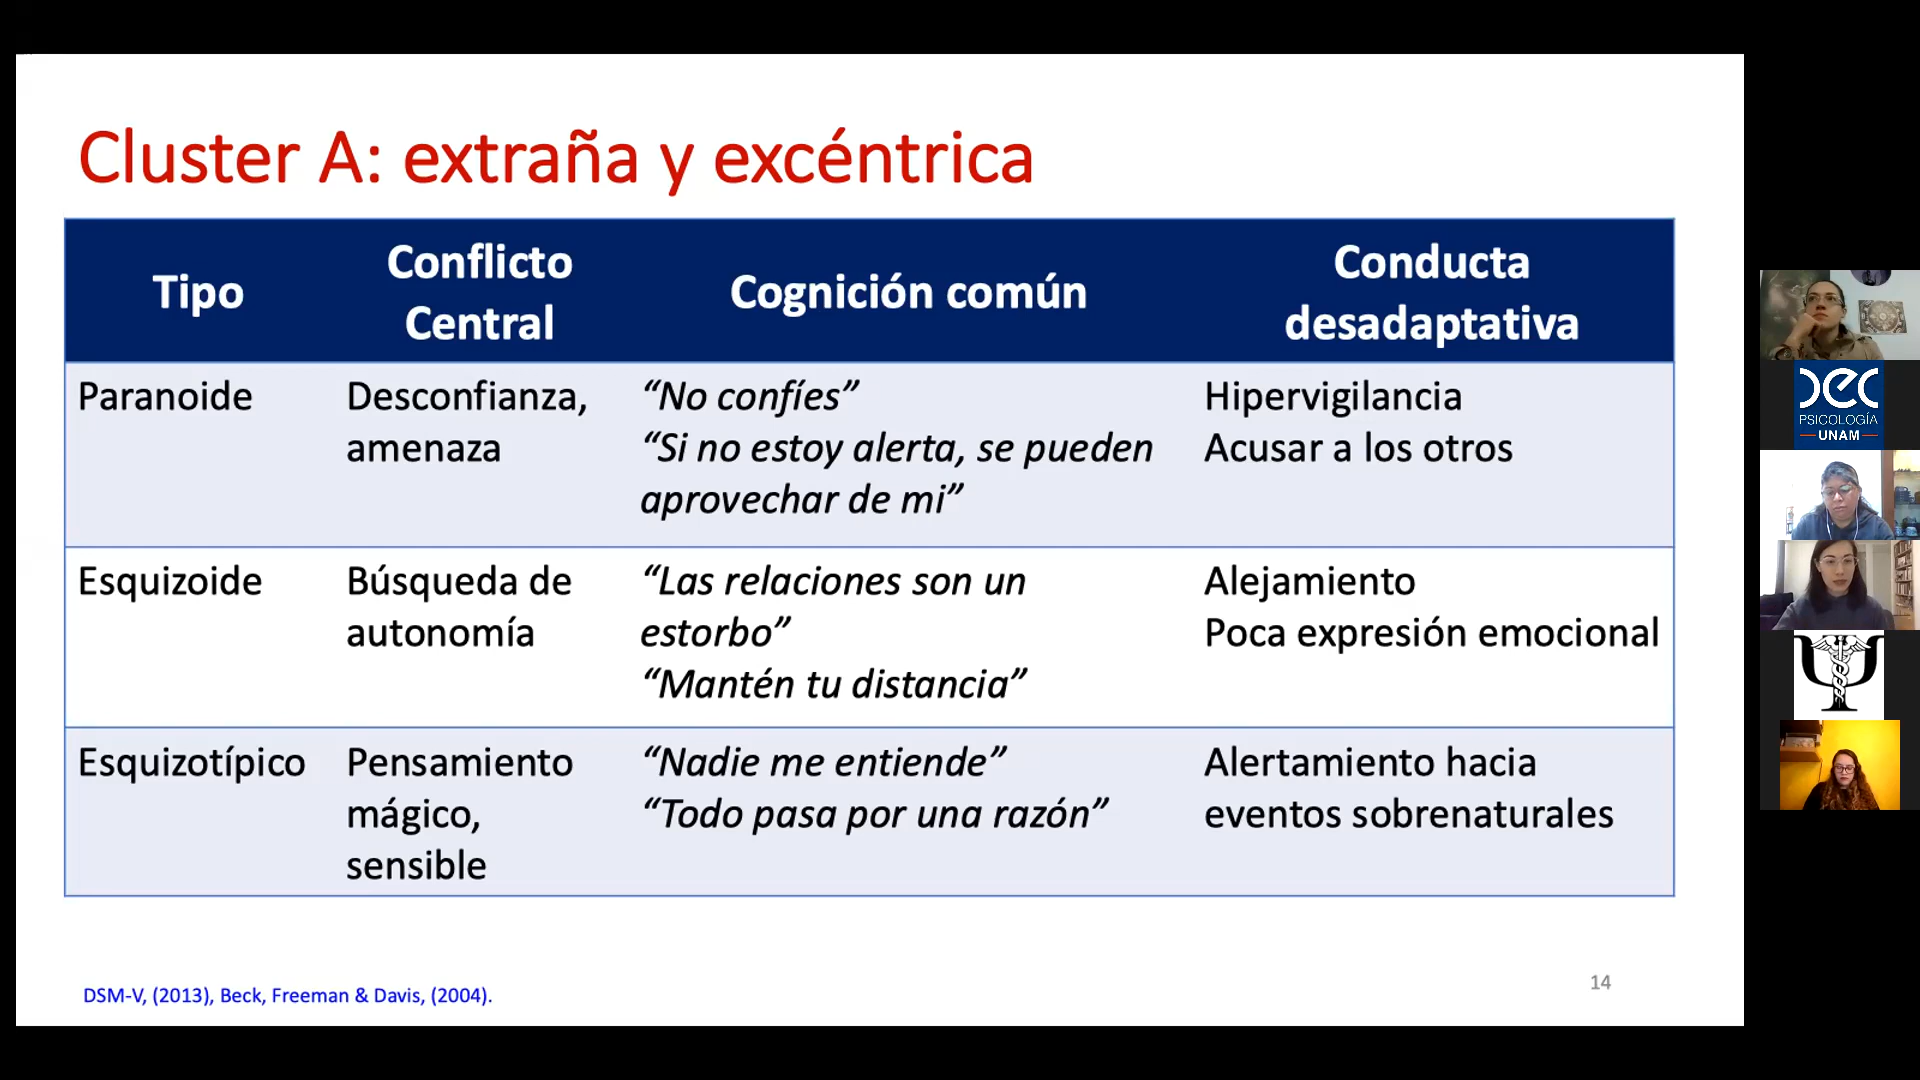 Cluster A: extraña y excéntrica
Tipo
Conflicto
Central
Cognición común
Conducta
desadaptativa
Paranoide
Desconfianza,
amenaza
“No confíes”
“Si no estoy alerta, se pueden
aprovechar de mi”
Hipervigilancia
Acusar a los otros
Esquizoide
Búsqueda de
autonomía
“Las relaciones son un
estorbo”
“Mantén tu distancia”
Alejamiento
Poca expresión emocional
Esquizotípico
Pensamiento
mágico,
sensible
“Nadie me entiende”
“Todo pasa por una razón”
Alertamiento hacia
eventos sobrenaturales
DSM-V, (2013), Beck, Freeman & Davis, (2004).
14
DEC
PSICOLOGÍA
UNAM